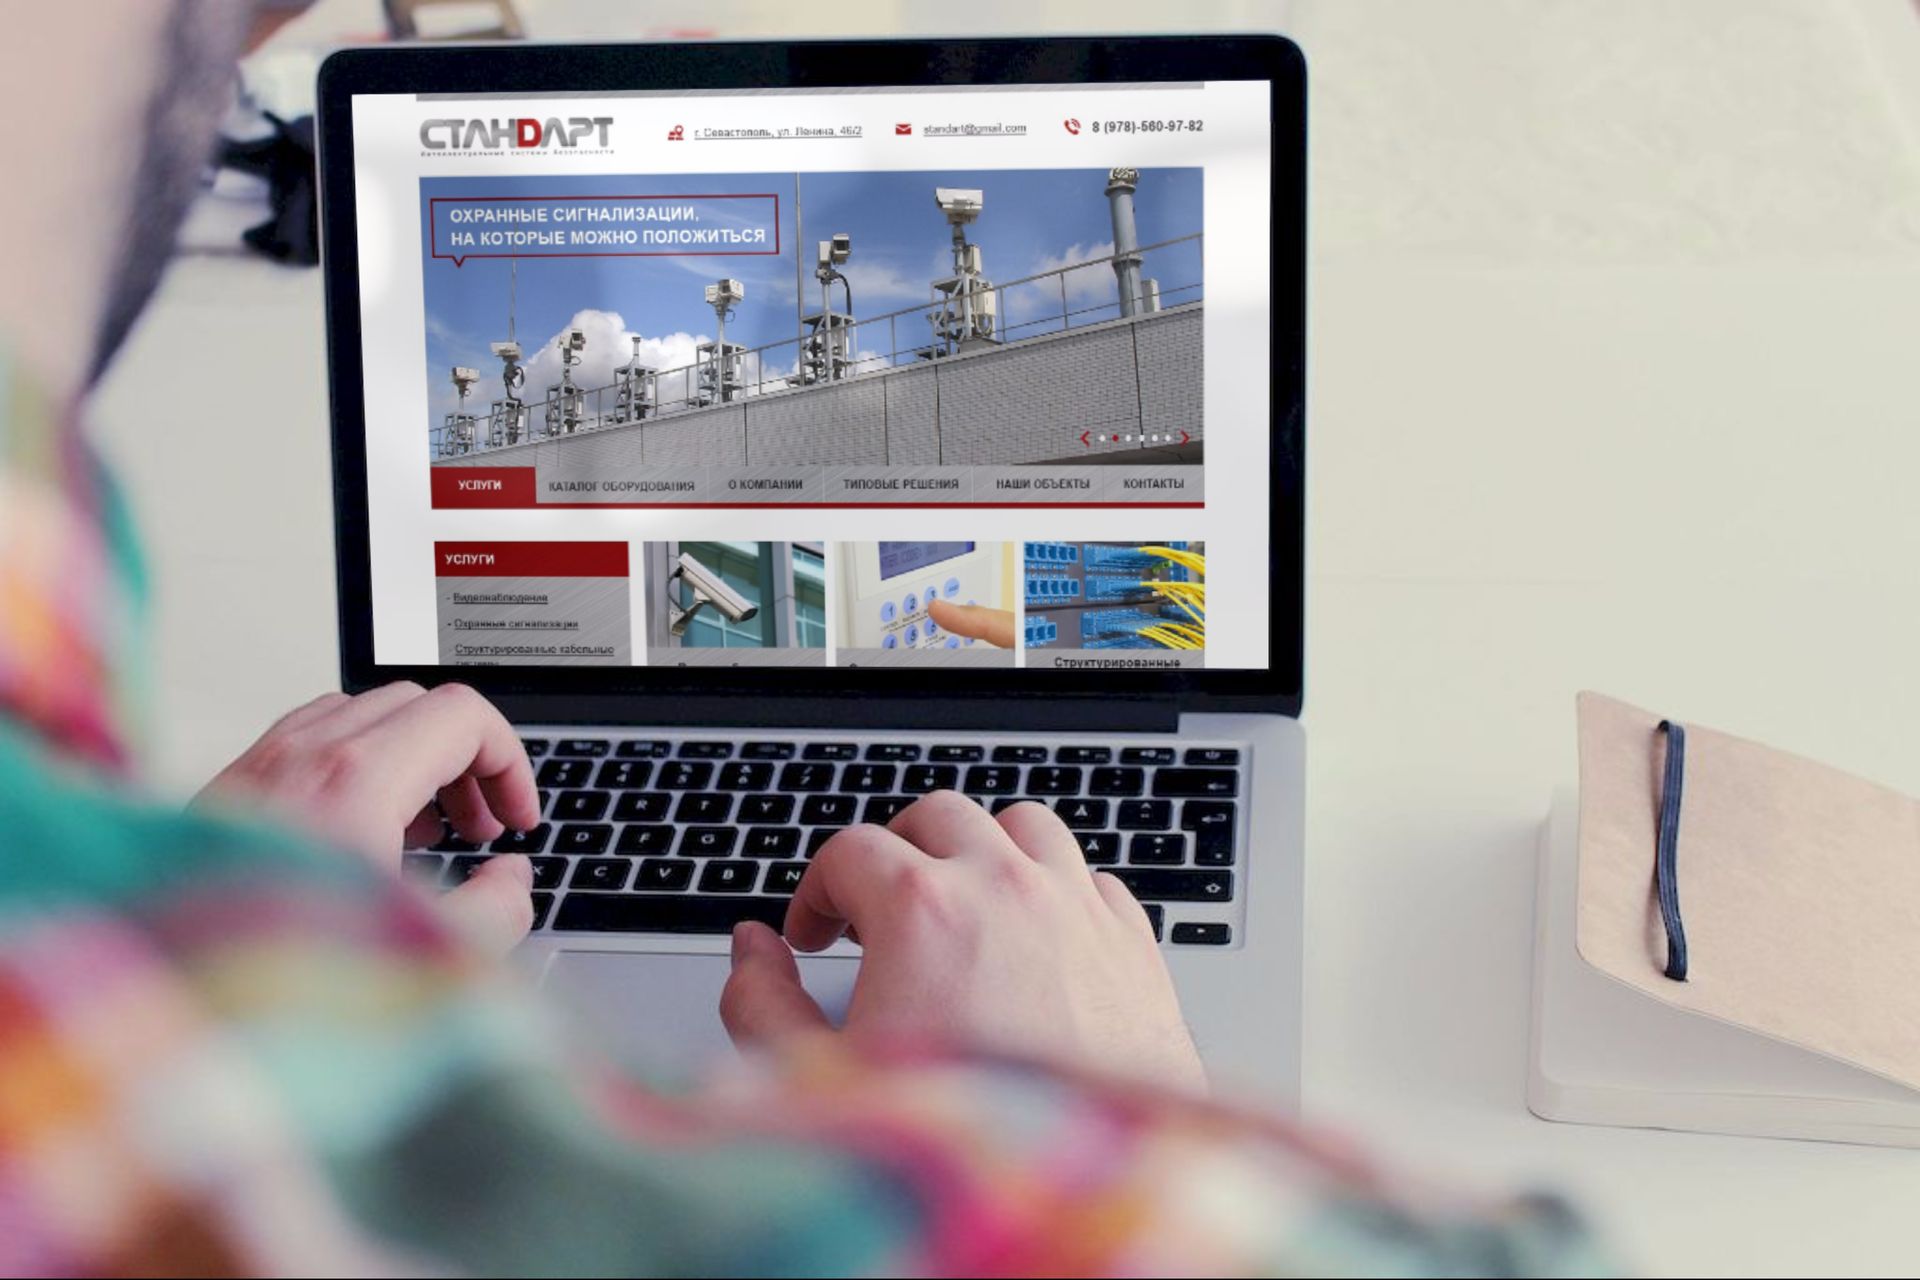 СТАНДАРТ
Интеллектуальные системы безопасности
г. Севастополь, ул. Ленина, 46/2
standart@gmail.com
8 (978)-560-97-82
ОХРАННЫЕ СИГНАЛИЗАЦИИ,
НА КОТОРЫЕ МОЖНО ПОЛОЖИТЬСЯ
УСЛУГИ
КАТАЛОГ ОБОРУДОВАНИЯ
О КОМПАНИИ
ТИПОВЫЕ РЕШЕНИЯ
НАШИ ОБЪЕКТЫ
КОНТАКТЫ
УСЛУГИ
- Видеонаблюдение
- Охранные сигнализации
- Структурированные кабельные
системы
Структурированные
E R T Y U
S D F G H
X C V B N